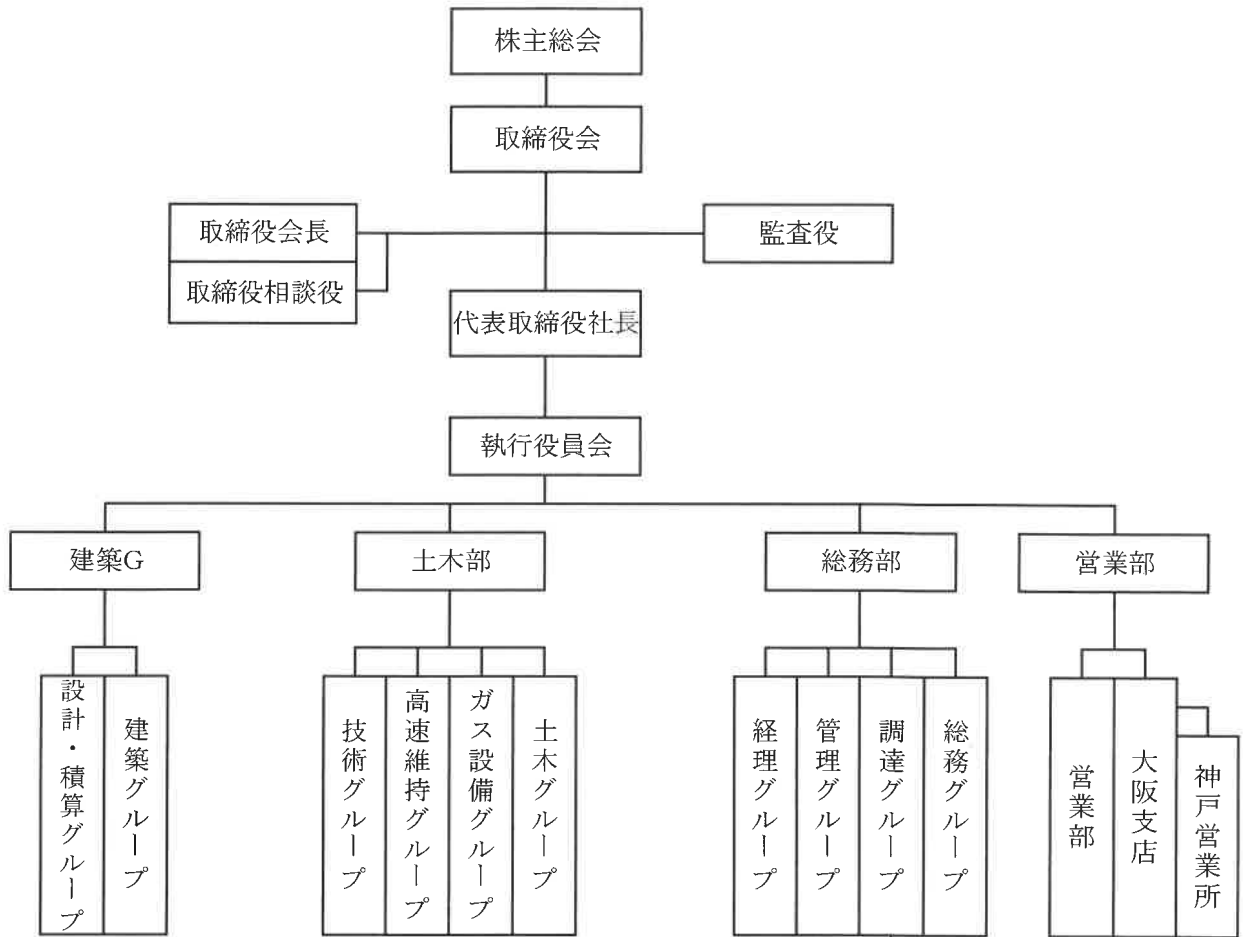 株主総会
取締役会
取締役会長
監査役
取締役相談役
代表取締役社長
執行役員会
建築G
土木部
総務部
営業部
設計・積算グループ
建築グループ
技術グループ
高速維持グループ
ガス設備グループ
土木グループ
経理グループ
管理グループ
調達グループ
総務グループ
営業部
大阪支店
神戸営業所